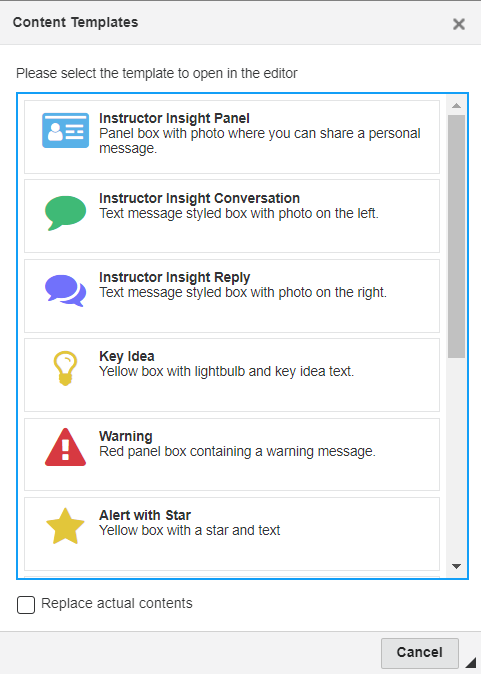 Content Templates
Please select the template to open in the editor
Instructor Insight Panel
Panel box with photo where you can share a personal
message.
Instructor Insight Conversation
Text message styled box with photo on the left.
Instructor Insight Reply
Text message styled box with photo on the right.
Key Idea
Yellow box with lightbulb and key idea text.
Warning
Red panel box containing a warning message.
Alert with Star
Yellow box with a star and text
Replace actual contents
Cancel